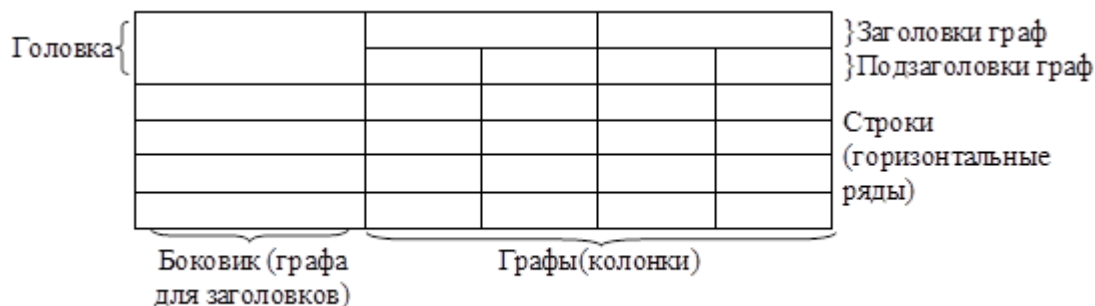 Головка{
}Заголовки граф
}Подзаголовки граф
Строки
(горизонтальные
ряды)
Боковик (графа
для заголовков)
Графы(колонки)